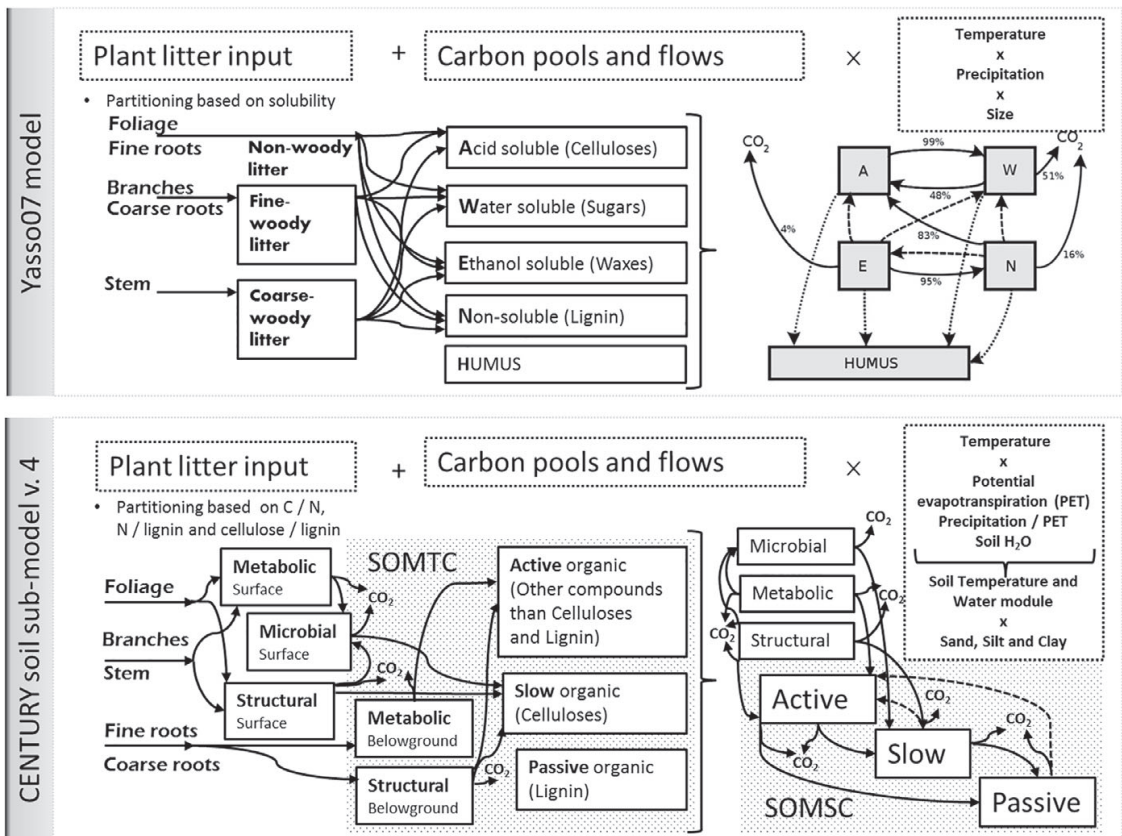 Yasso07 model
Plant litter input
+
Carbon pools and flows
×
Temperature
x
Precipitation
x
Size
• Partitioning based on solubility
Foliage
Fine roots
Branches
Coarse roots
Stem
Non-woody
litter
Fine-
woody
litter
Coarse-
woody
litter
Acid soluble (Celluloses)
Water soluble (Sugars)
Ethanol soluble (Waxes)
Non-soluble (Lignin)
HUMUS
CO2
CO2
A
99%
W
51%
48%
4%
83%
E
95%
N
16%
HUMUS
CENTURY soil sub-model v. 4
Plant litter input
+
Carbon pools and flows
×
Temperature
x
Potential
evapotranspiration (PET)
Precipitation / PET
Soil H2O
Soil Temperature and
Water module
x
Sand, Silt and Clay
• Partitioning based on C / N,
N / lignin and cellulose / lignin
Foliage
Branches
Stem
Fine roots
Coarse roots
Metabolic
Surface
CO2
Microbial
Surface
CO2
Structural
Surface
SOMTC
Metabolic
Belowground
Structural
Belowground
CO2
Active organic
(Other compounds
than Celluloses
and Lignin)
Slow organic
(Celluloses)
Passive organic
(Lignin)
Microbial
CO2
Metabolic
CO2
Structural
CO2
Active
CO2
CO2
Slow
CO2
Passive
SOMSC